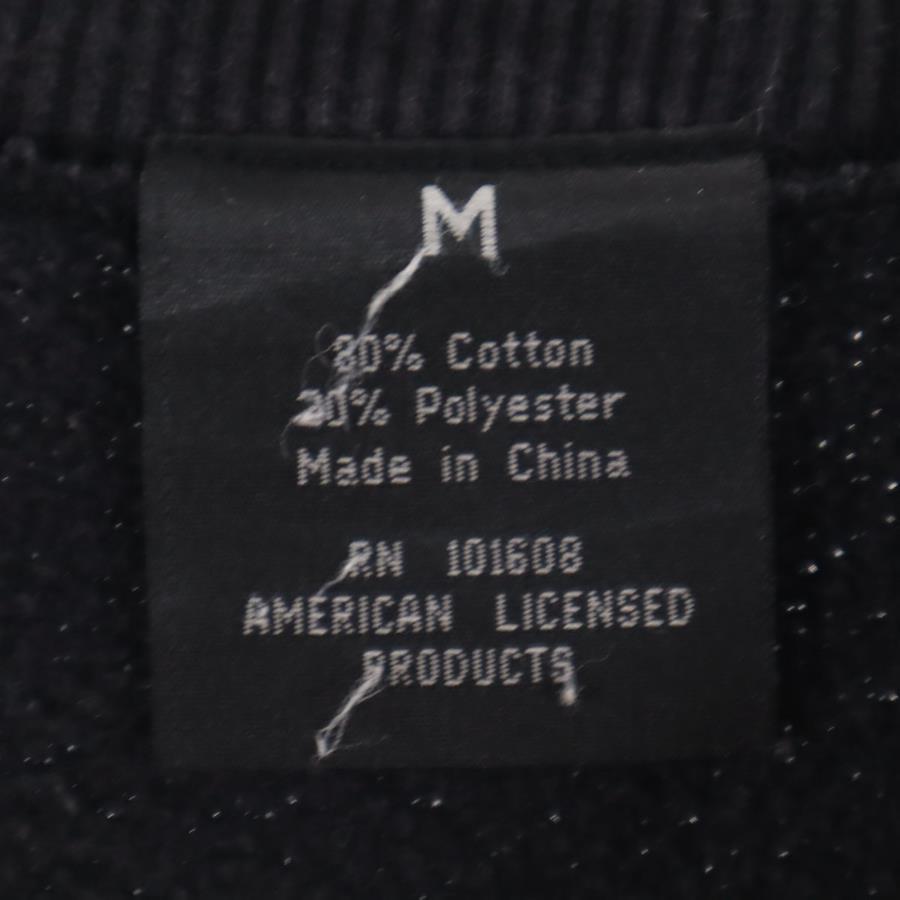 M
80% Cotton
20% Polyester
Made in China
RN 101608
AMERICAN LICENSED
PRODUCTS